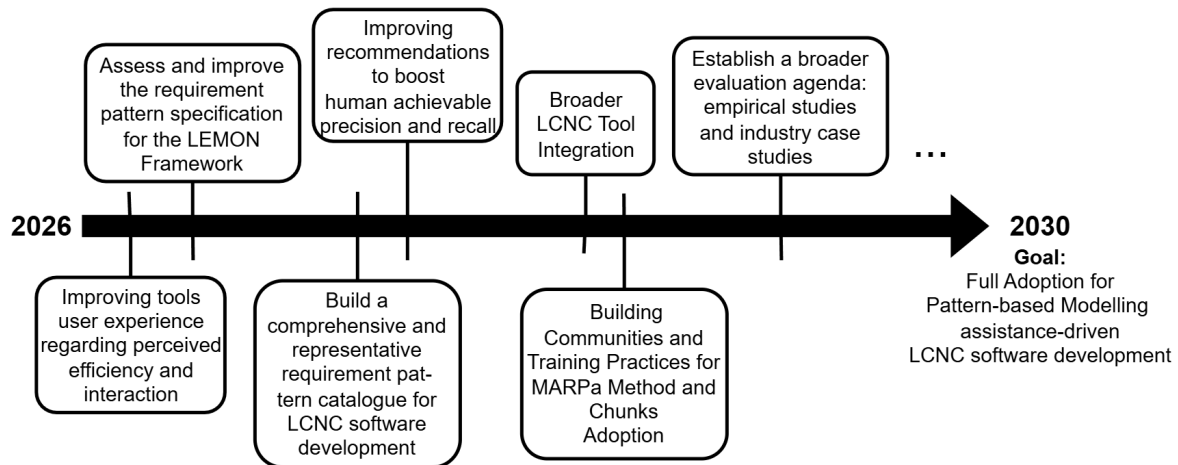 Assess and improve
the requirement
pattern specification
for the LEMON
Framework
Improving
recommendations
to boost
human achievable
precision and recall
Broader
LCNC Tool
Integration
Establish a broader
evaluation agenda:
empirical studies
and industry case
studies
...
2026
2030
Goal:
Full Adoption for
Pattern-based Modelling
assistance-driven
LCNC software development
Improving tools
user experience
regarding perceived
efficiency and
interaction
Build a
comprehensive and
representative
requirement pat-
tern catalogue for
LCNC software
development
Building
Communities and
Training Practices for
MARPa Method and
Chunks
Adoption